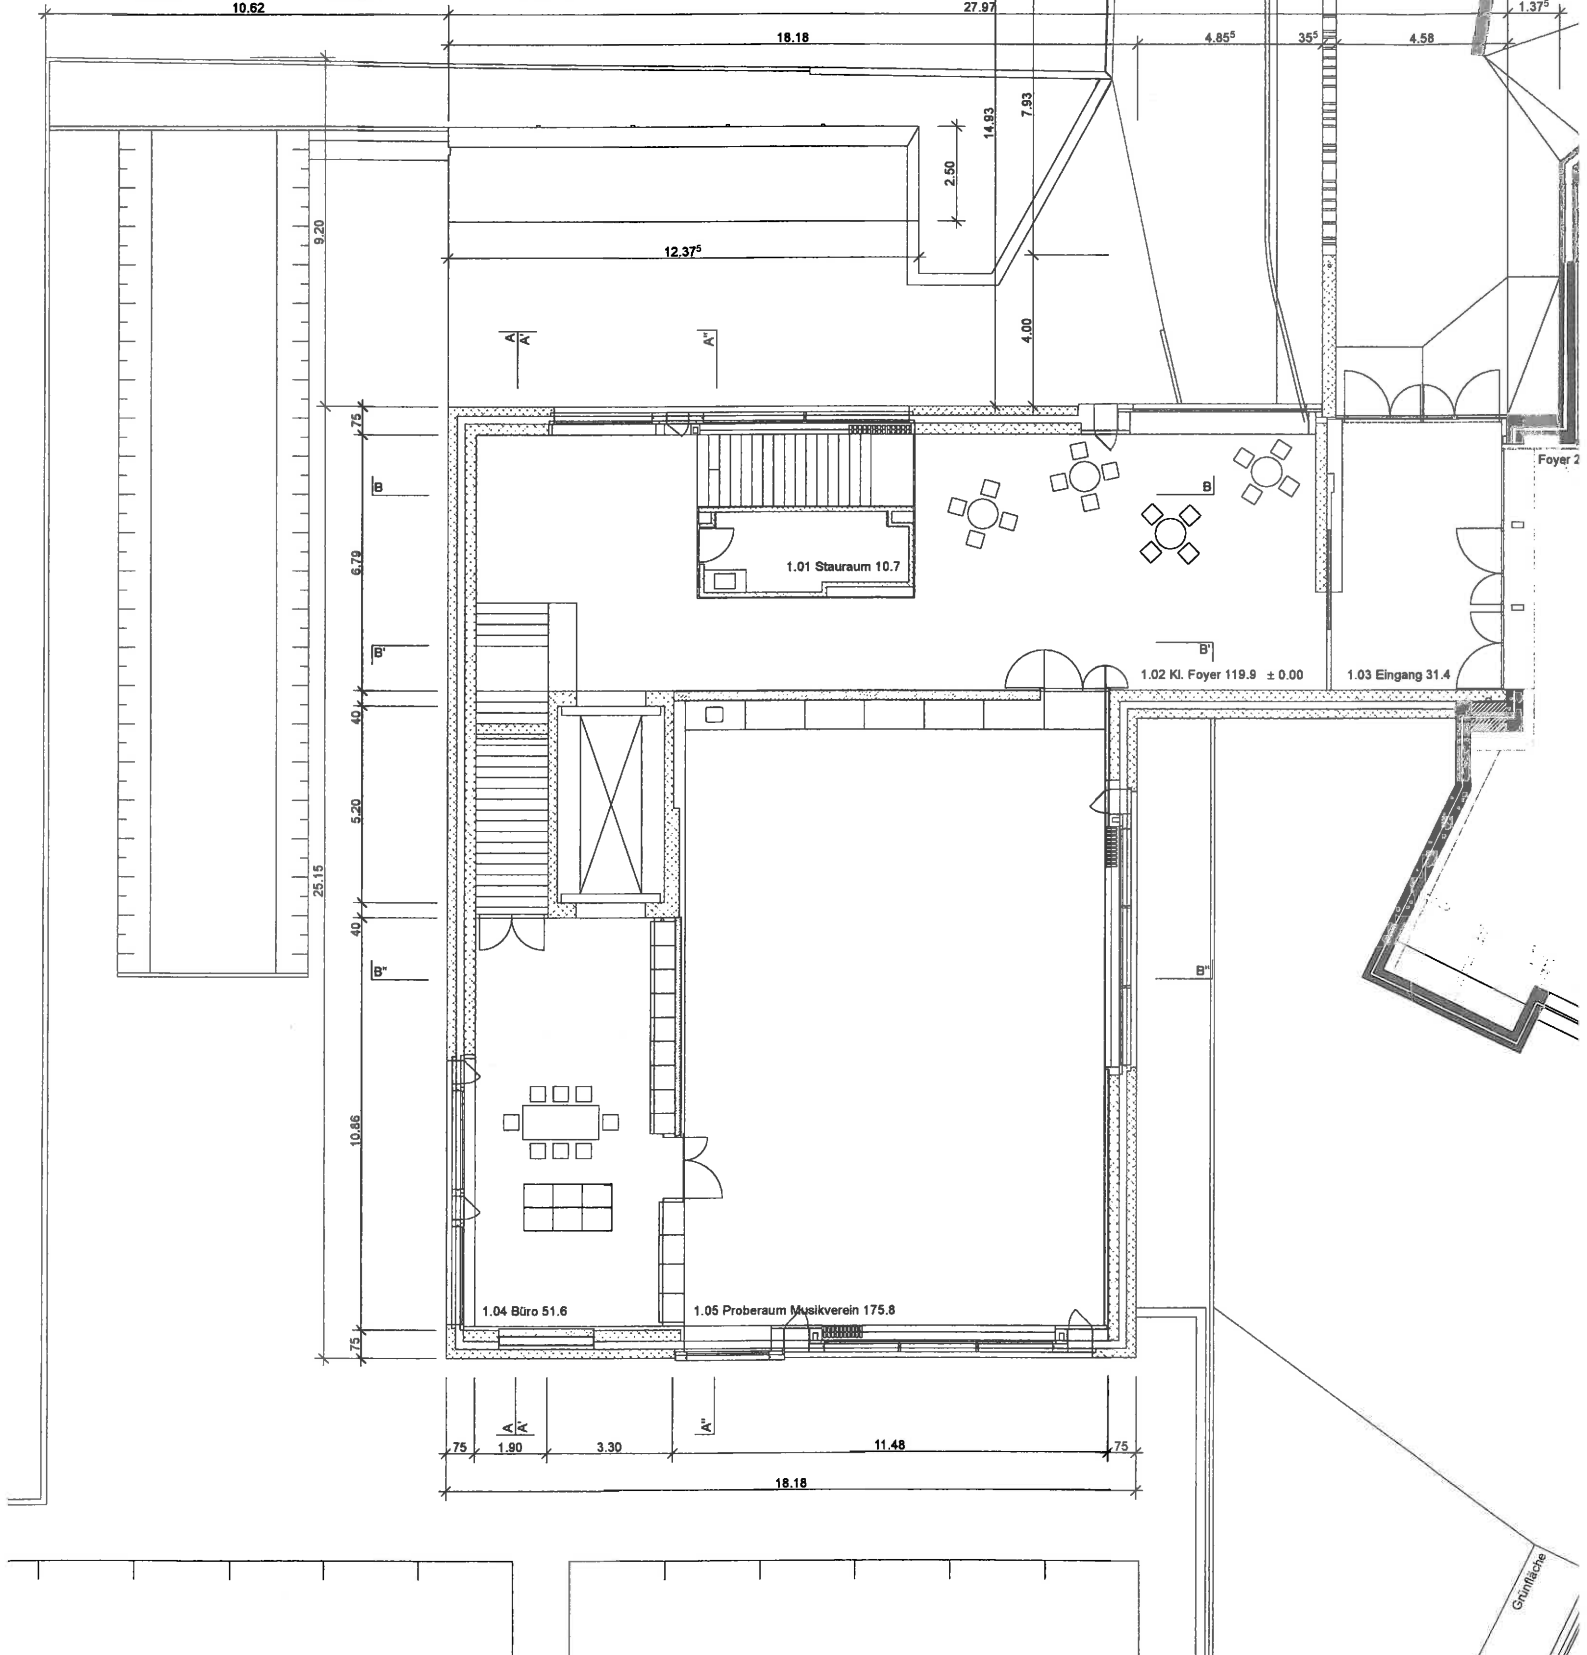 10.62
27.97
1.37⁵
18.18
4.85⁵
35⁵
4.58
7.93
14.93
2.50
9.20
12.37⁵
4.00
A
A'
A"
75
Foyer 2
B
B
6.79
1.01 Stauraum 10.7
B'
B'
1.02 Kl. Foyer 119.9 ± 0.00
1.03 Eingang 31.4
40
5.20
25.15
40
B"
B"
10.86
1.04 Büro 51.6
1.05 Proberaum Musikverein 175.8
75
A
A'
A"
75
1.90
3.30
11.48
75
18.18
Grünfläche